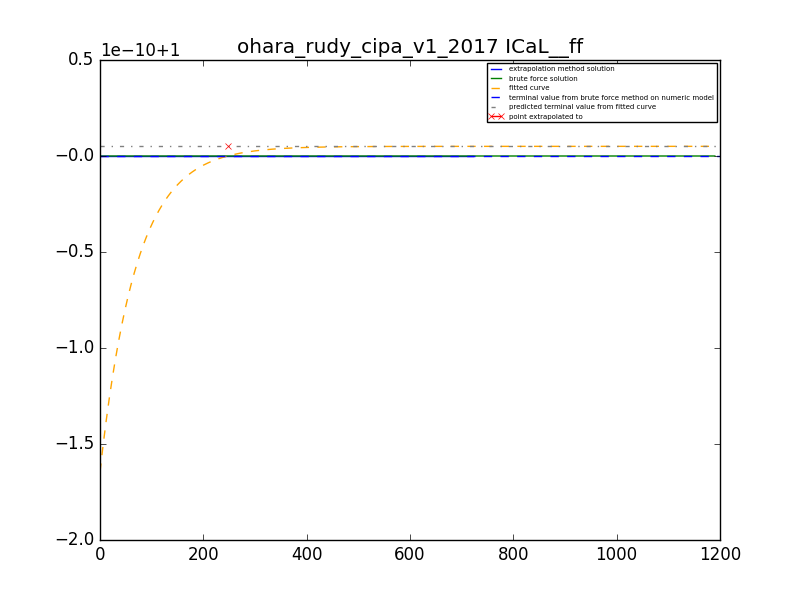 ohara_rudy_cipa_v1_2017 ICaL__ff
1e−10+1
extrapolation method solution
brute force solution
fitted curve
terminal value from brute force method on numeric model
predicted terminal value from fitted curve
point extrapolated to
0.5
−0.0
−0.5
−1.0
−1.5
−2.0
0 200 400 600 800 1000 1200